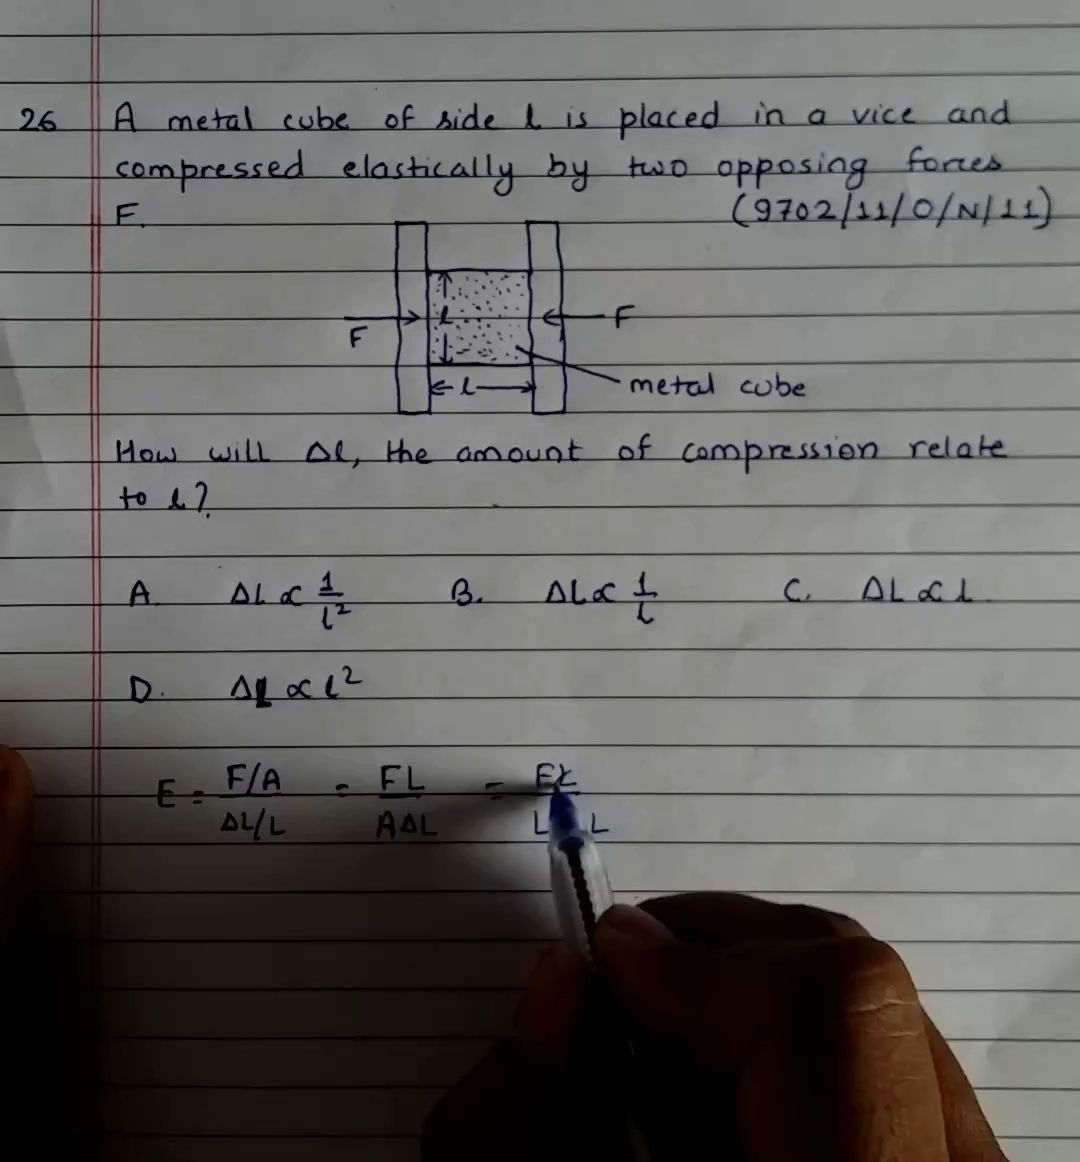 26 A metal cube of side l is placed in a vice and
compressed elastically by two opposing forces
F. (9702/11/O/N/11)
F l F
l metal cube
How will Δl, the amount of compression relate
to l?
A. ΔL ∝ 1/l² B. ΔL ∝ 1/l C. ΔL ∝ l.
D. Δl ∝ l²
E = F/A / ΔL/L = FL / AΔL = FL / L L